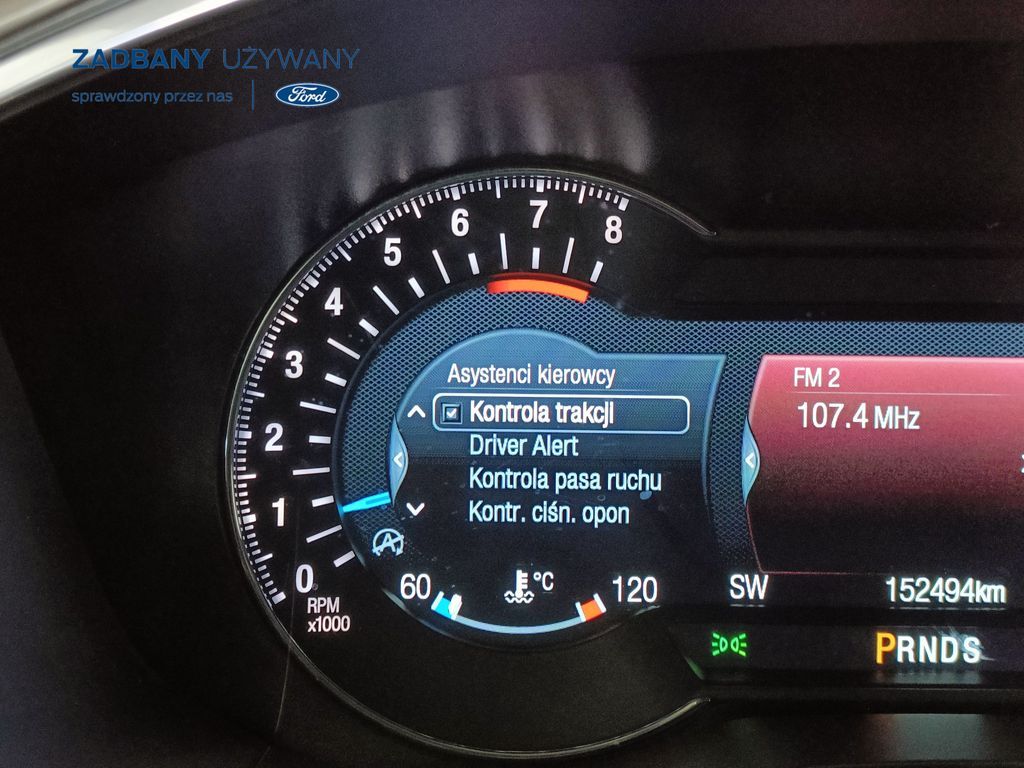 ZADBANY UŻYWANY
sprawdzony przez nas
Ford
8
7
6
5
4
3
2
1
0
RPM
x1000
Asystenci kierowcy
Kontrola trakcji
Driver Alert
Kontrola pasa ruchu
Kontr. ciśn. opon
60
°C
120
FM 2
107.4 MHz
SW
152494km
PRNDS